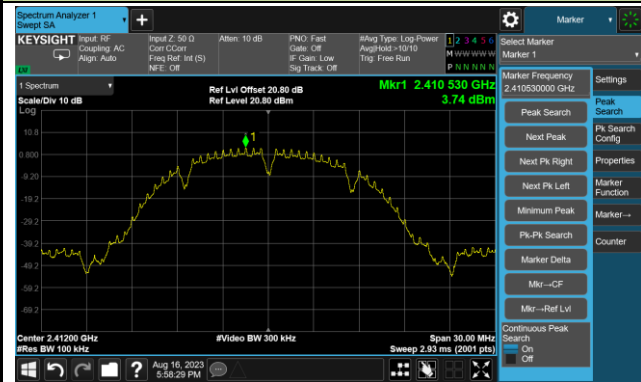 Spectrum Analyzer 1
Swept SA
Marker
KEYSIGHT
Input: RF
Coupling: AC
Align: Auto
Input Z: 50 Ω
Corr CCorr
Freq Ref: Int (S)
NFE: Off
Atten: 10 dB
PNO: Fast
Gate: Off
IF Gain: Low
Sig Track: Off
#Avg Type: Log-Power
Avg|Hold:>10/10
Trig: Free Run
1 2 3 4 5 6
M W W W W W
P N N N N N
LXI
Select Marker
Marker 1
1 Spectrum
Scale/Div 10 dB
Log
Ref Lvl Offset 20.80 dB
Ref Level 20.80 dBm
Mkr1 2.410 530 GHz
3.74 dBm
1
10.8
0.800
-9.20
-19.2
-29.2
-39.2
-49.2
-59.2
-69.2
Center 2.41200 GHz
#Res BW 100 kHz
#Video BW 300 kHz
Span 30.00 MHz
Sweep 2.93 ms (2001 pts)
Marker Frequency
2.410530000 GHz
Peak Search
Next Peak
Next Pk Right
Next Pk Left
Minimum Peak
Pk-Pk Search
Marker Delta
Mkr→CF
Mkr→Ref Lvl
Continuous Peak
Search
On
Off
Settings
Peak
Search
Pk Search
Config
Properties
Marker
Function
Marker→
Counter
?
Aug 16, 2023
5:58:29 PM